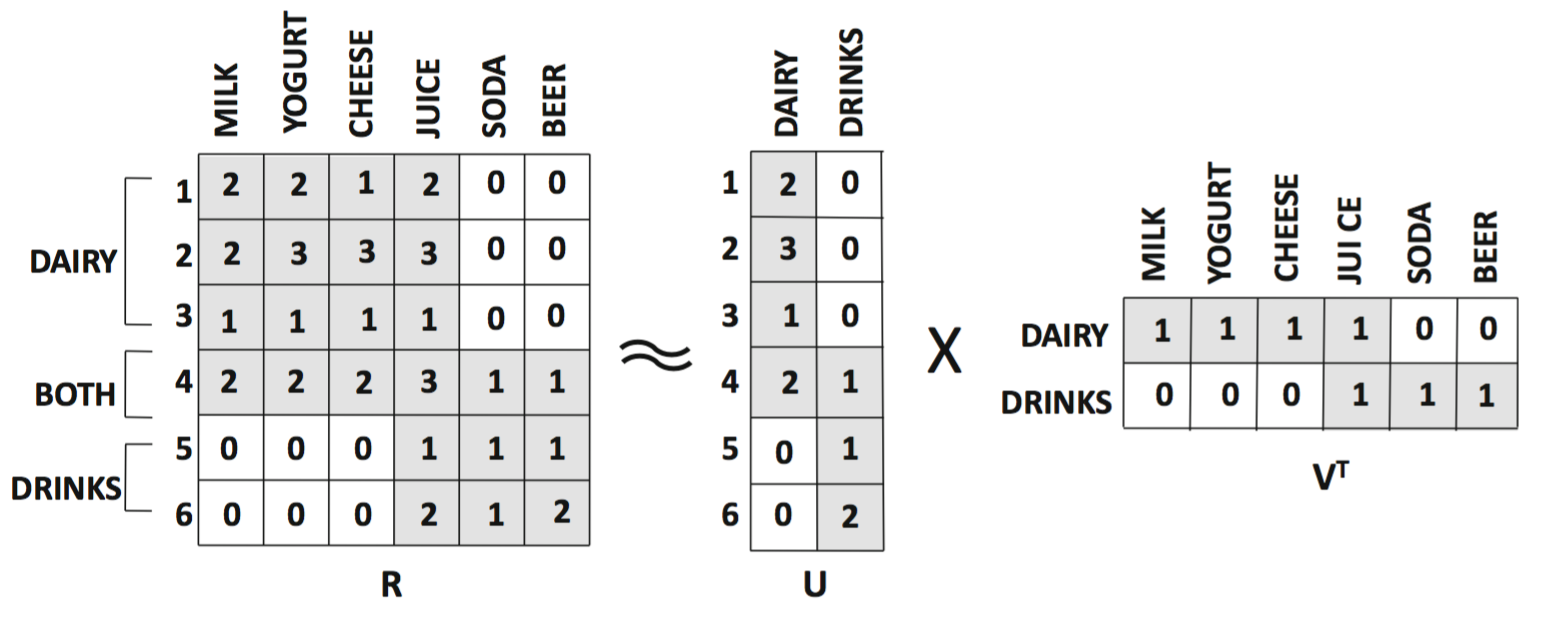 MILK YOGURT CHEESE JUICE SODA BEER
DAIRY DRINKS
MILK YOGURT CHEESE JUI CE SODA BEER
DAIRY
BOTH
DRINKS
1 2 2 1 2 0 0
2 2 3 3 3 0 0
3 1 1 1 1 0 0
4 2 2 2 3 1 1
5 0 0 0 1 1 1
6 0 0 0 2 1 2
R
≈
1 2 0
2 3 0
3 1 0
4 2 1
5 0 1
6 0 2
U
X
DAIRY 1 1 1 1 0 0
DRINKS 0 0 0 1 1 1
Vᵀ